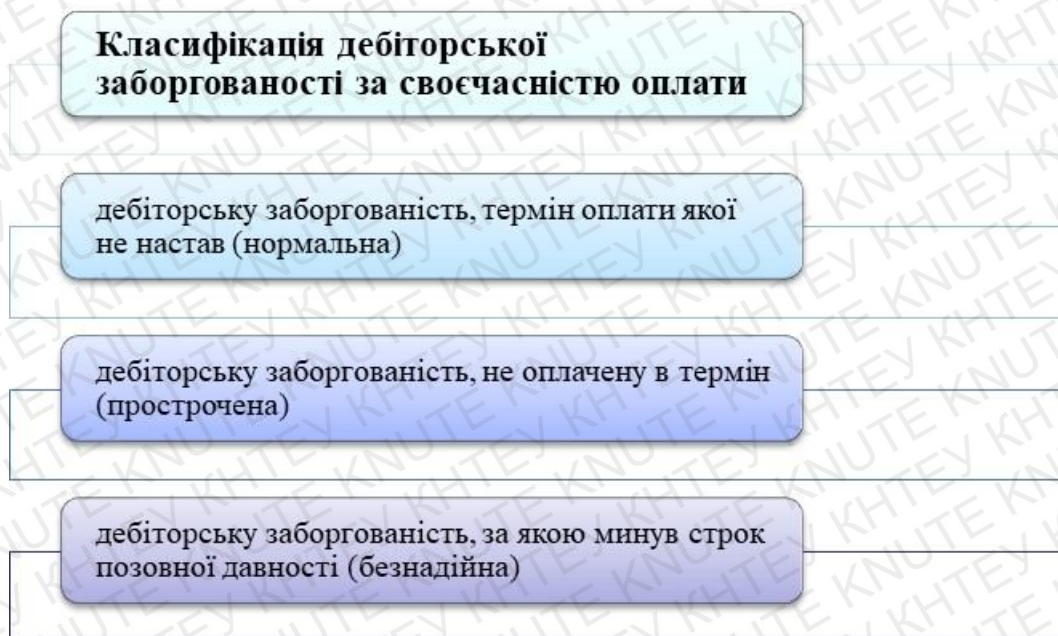 Класифікація дебіторської
заборгованості за своєчасністю оплати
дебіторську заборгованість, термін оплати якої
не настав (нормальна)
дебіторську заборгованість, не оплачену в термін
(прострочена)
дебіторську заборгованість, за якою минув строк
позовної давності (безнадійна)